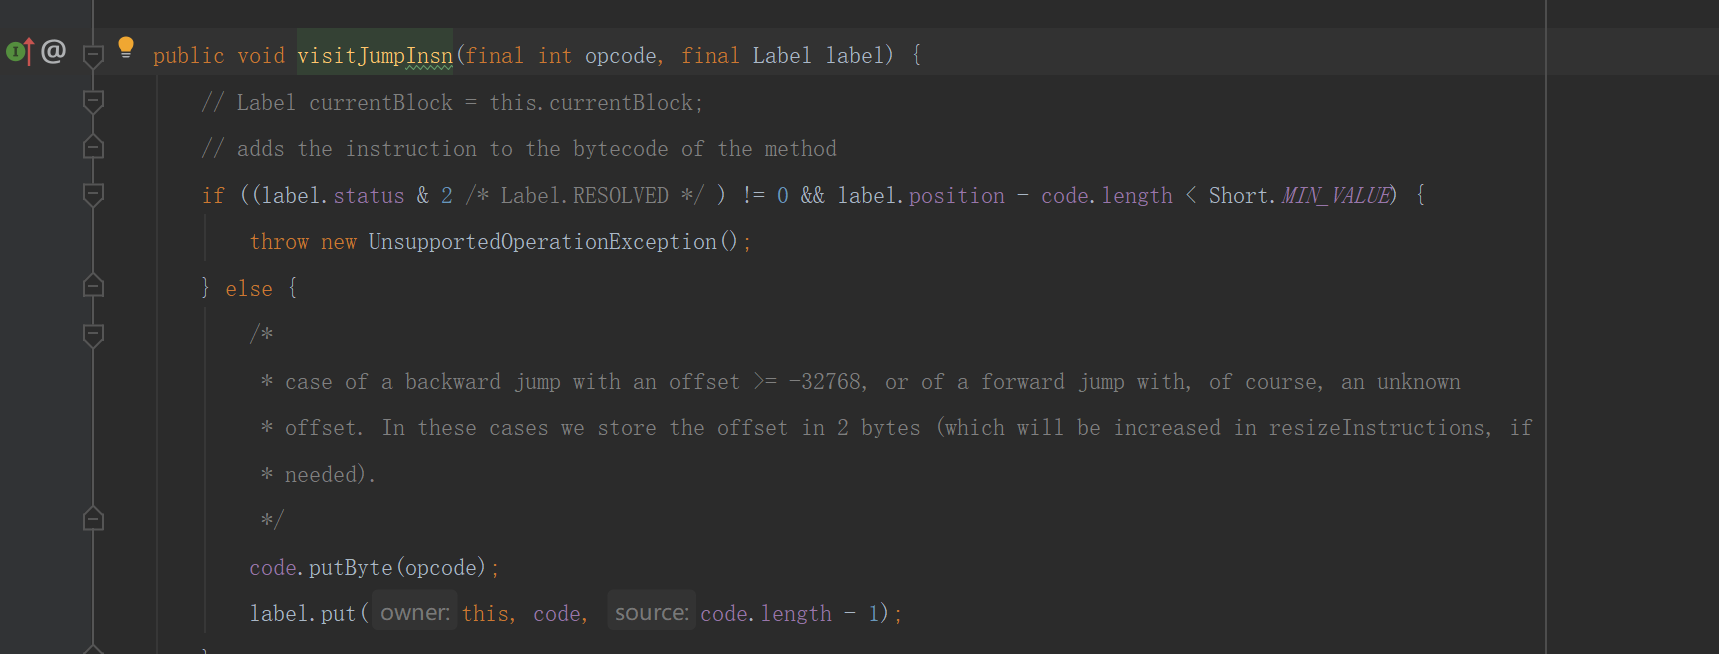 @ public void visitJumpInsn(final int opcode, final Label label) {
// Label currentBlock = this.currentBlock;
// adds the instruction to the bytecode of the method
if ((label.status & 2 /* Label.RESOLVED */ ) != 0 && label.position - code.length < Short.MIN_VALUE) {
throw new UnsupportedOperationException();
} else {
/*
* case of a backward jump with an offset >= -32768, or of a forward jump with, of course, an unknown
* offset. In these cases we store the offset in 2 bytes (which will be increased in resizeInstructions, if
* needed).
*/
code.putByte(opcode);
label.put( owner: this, code, source: code.length - 1);
}